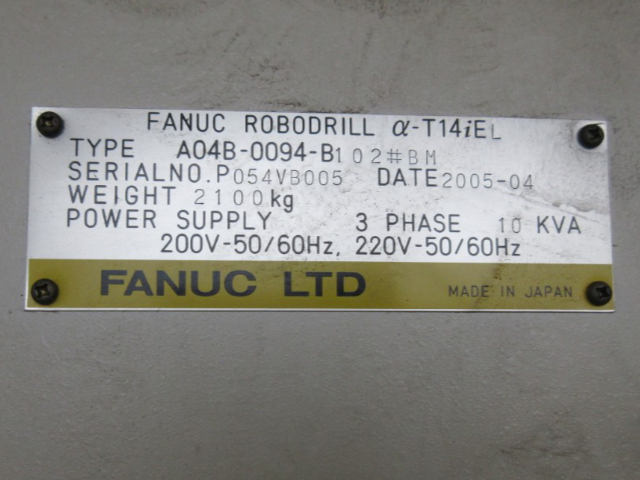 FANUC ROBODRILL α-T14iEL
TYPE A04B-0094-B102#BM
SERIALNO.P054VB005 DATE2005-04
WEIGHT 2100kg
POWER SUPPLY 3 PHASE 10 KVA
200V-50/60Hz, 220V-50/60Hz
FANUC LTD MADE IN JAPAN